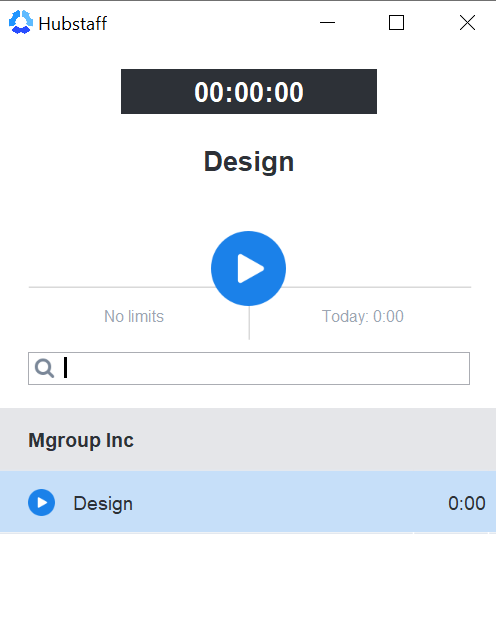 Hubstaff
00:00:00
Design
No limits
Today: 0:00
Mgroup Inc
Design 0:00